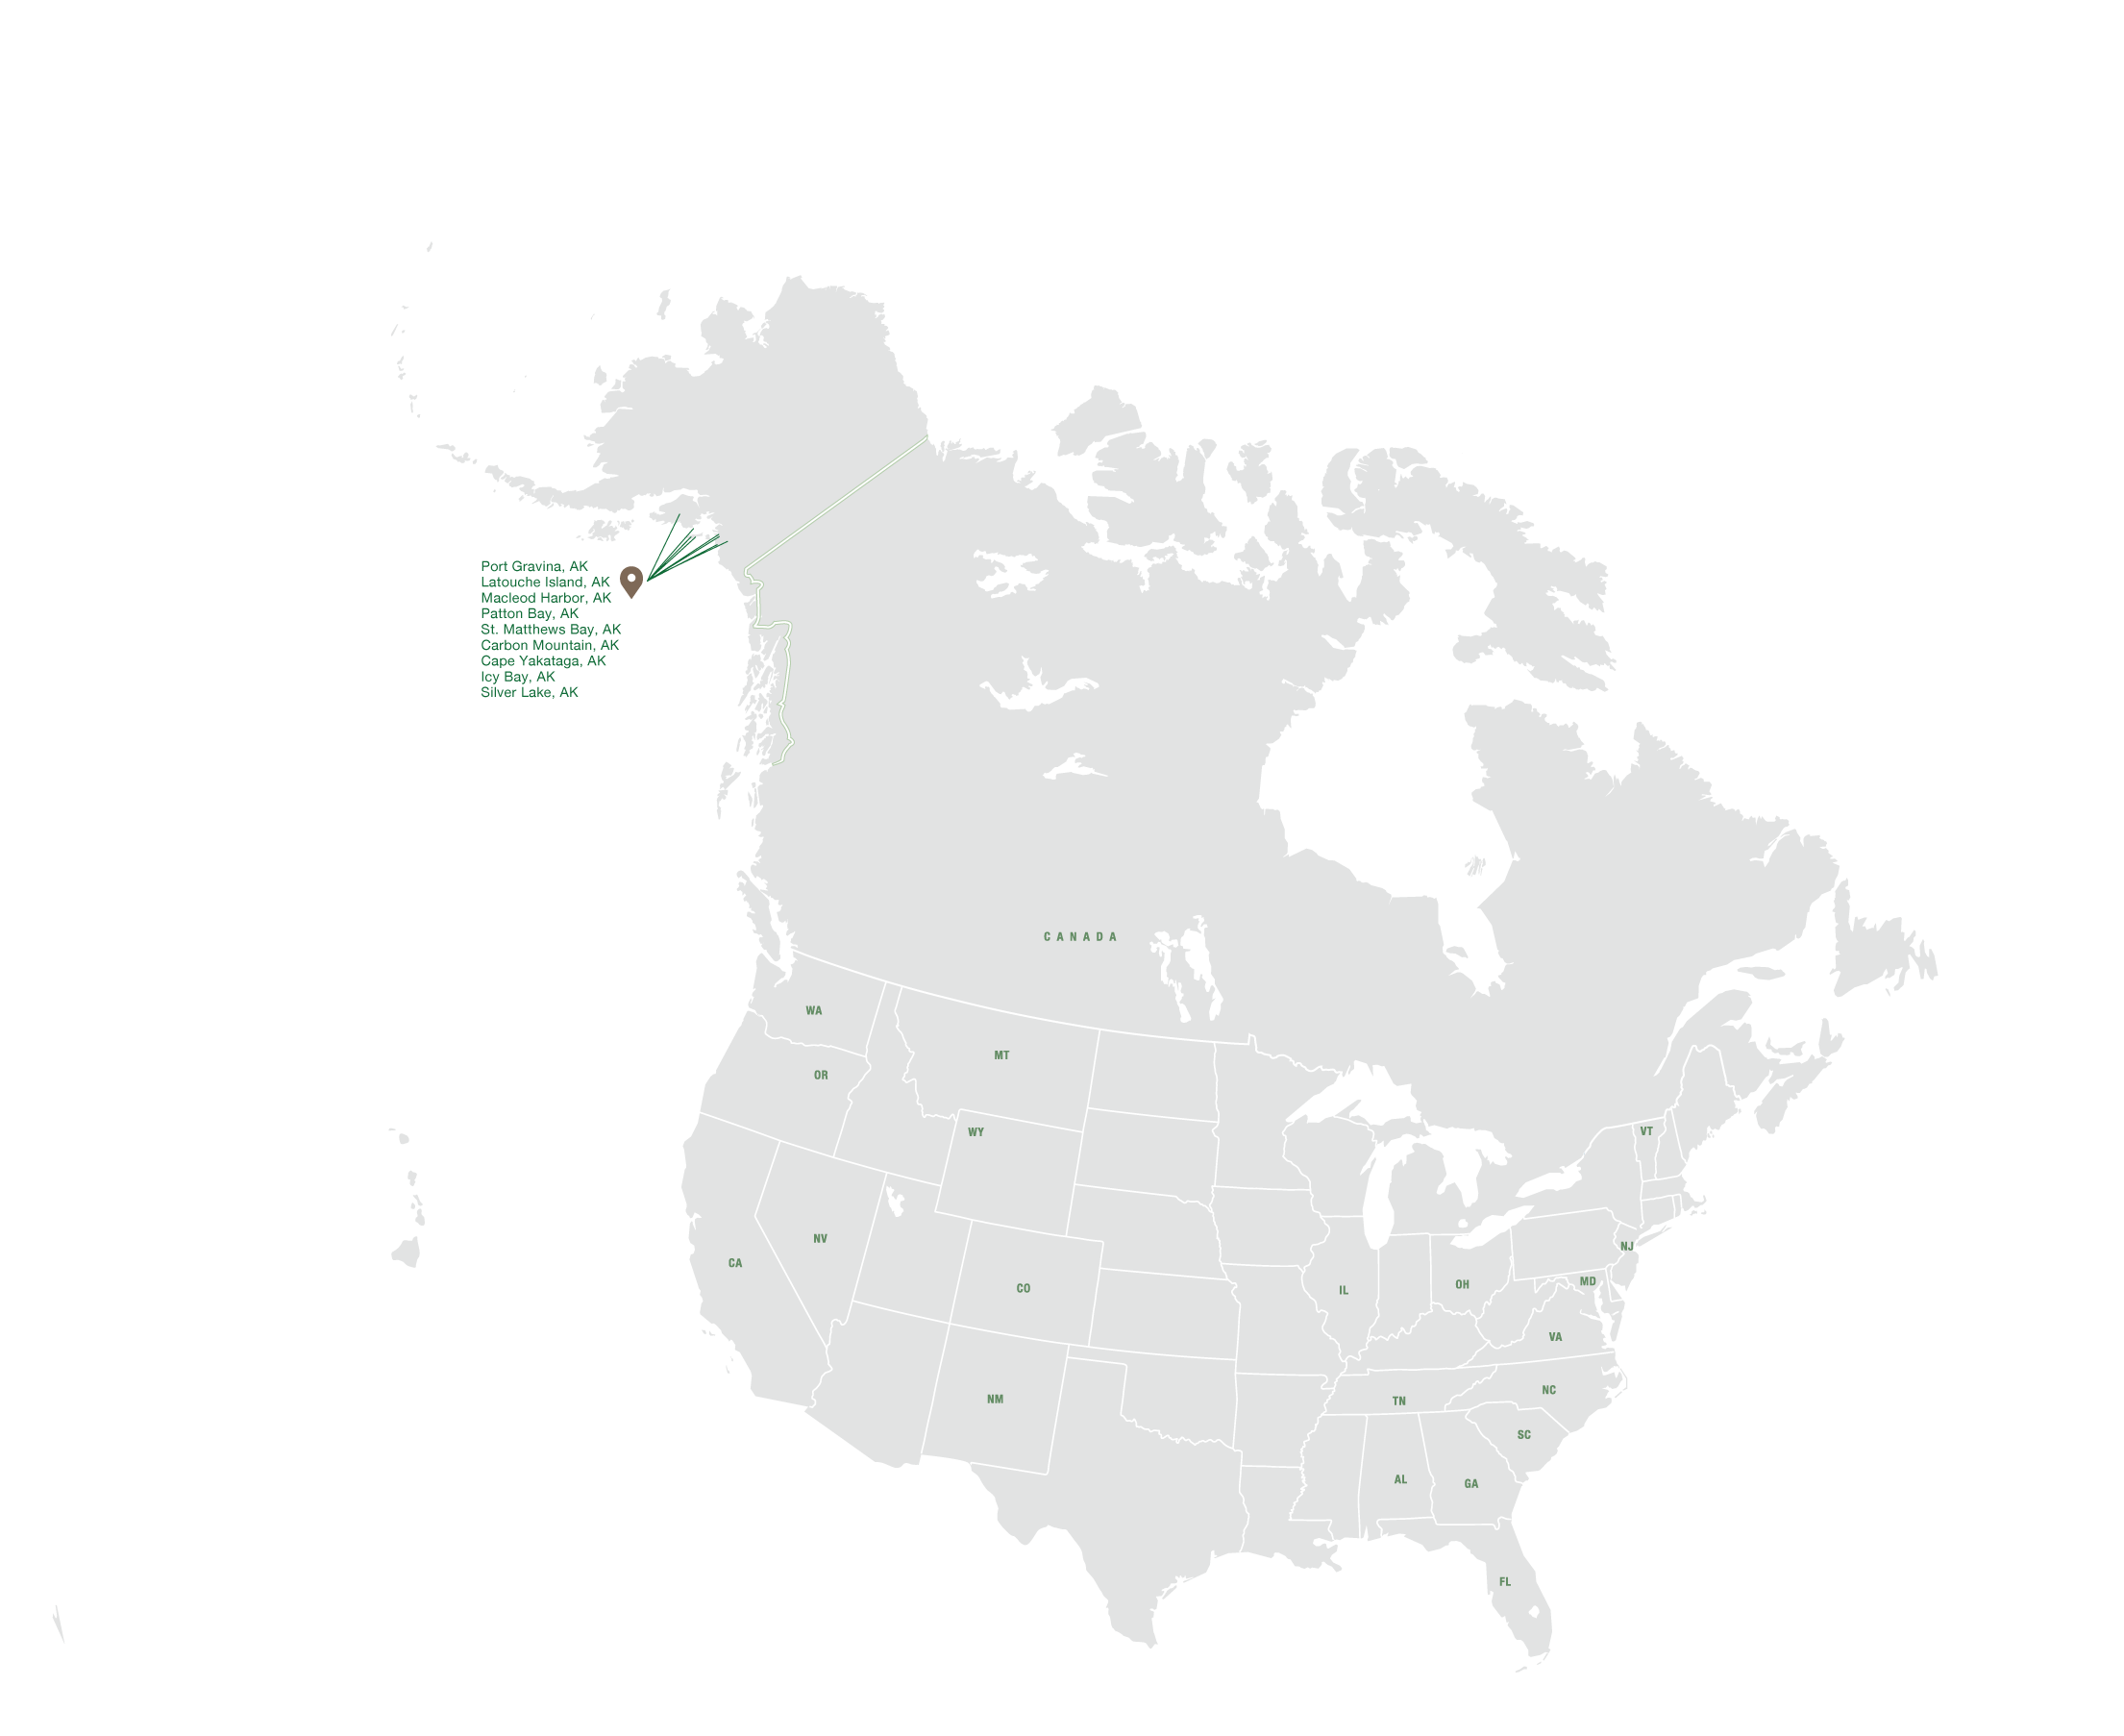 Port Gravina, AK
Latouche Island, AK
Macleod Harbor, AK
Patton Bay, AK
St. Matthews Bay, AK
Carbon Mountain, AK
Cape Yakataga, AK
Icy Bay, AK
Silver Lake, AK
CANADA
WA
MT
OR
WY
VT
NV
NJ
CA
CO
IL
OH
MD
VA
NM
TN
NC
SC
AL
GA
FL